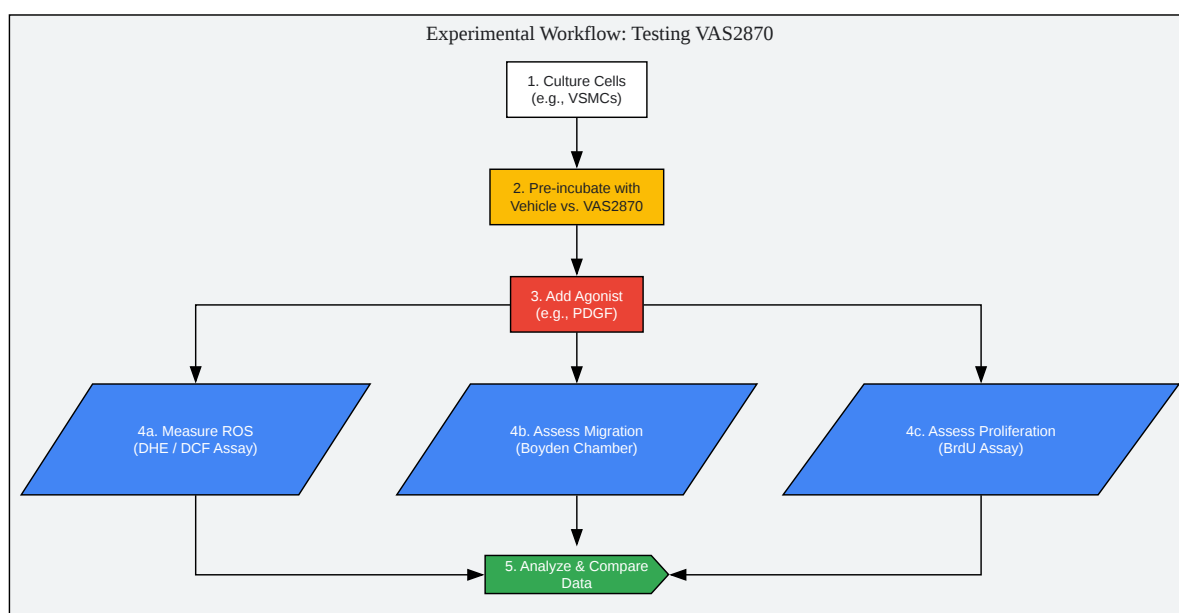 Experimental Workflow: Testing VAS2870
1. Culture Cells
(e.g., VSMCs)
2. Pre-incubate with
Vehicle vs. VAS2870
3. Add Agonist
(e.g., PDGF)
4a. Measure ROS
(DHE / DCF Assay)
4b. Assess Migration
(Boyden Chamber)
4c. Assess Proliferation
(BrdU Assay)
5. Analyze & Compare
Data